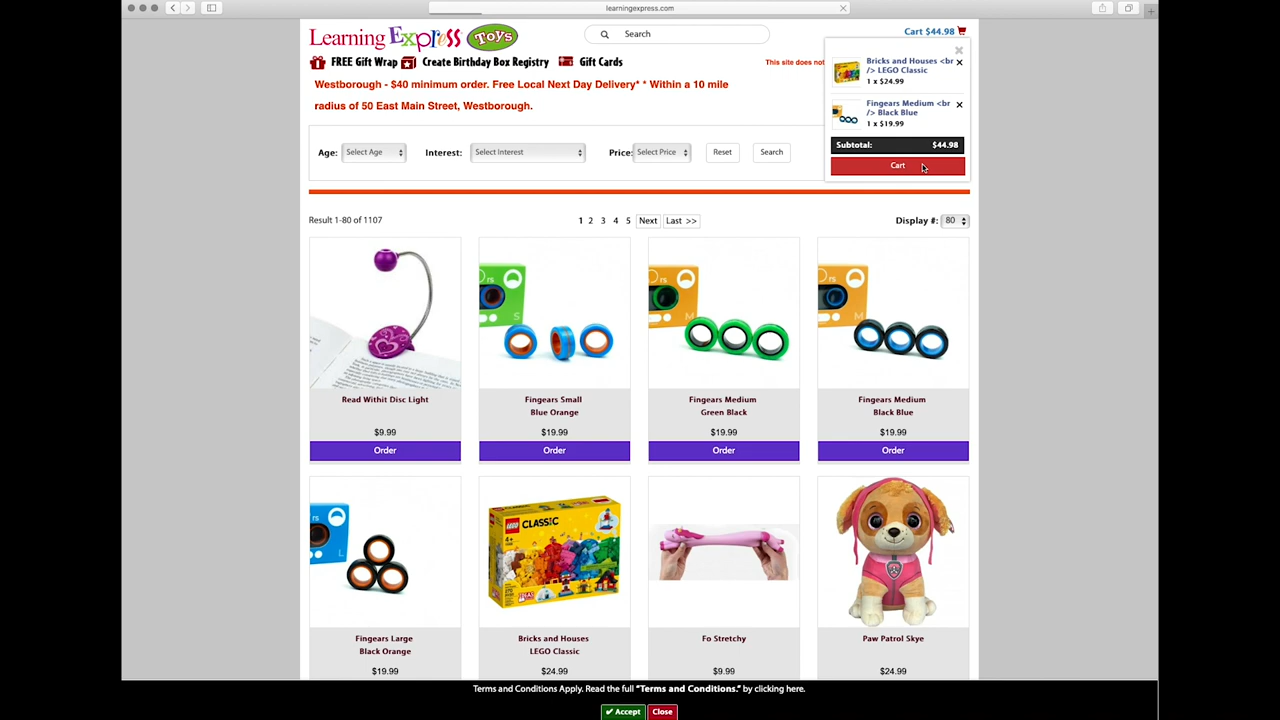 learningexpress.com
Learning Express Toys
Search
Cart $44.98
FREE Gift Wrap
Create Birthday Box Registry
Gift Cards
This site does not
Westborough - $40 minimum order. Free Local Next Day Delivery* * Within a 10 mile
radius of 50 East Main Street, Westborough.
Bricks and Houses <br
/> LEGO Classic
1 x $24.99
Fingears Medium <br
/> Black Blue
1 x $19.99
Subtotal: $44.98
Cart
Age: Select Age Interest: Select Interest Price: Select Price Reset Search
Result 1-80 of 1107
1 2 3 4 5 Next Last >>
Display #: 80
Read Withit Disc Light
$9.99
Order
Fingears Small
Blue Orange
$19.99
Order
Fingears Medium
Green Black
$19.99
Order
Fingears Medium
Black Blue
$19.99
Order
Fingears Large
Black Orange
$19.99
LEGO CLASSIC
4+
Bricks and Houses
LEGO Classic
$24.99
Fo Stretchy
$9.99
Paw Patrol Skye
$24.99
Terms and Conditions Apply. Read the full "Terms and Conditions." by clicking here.
✔ Accept
Close